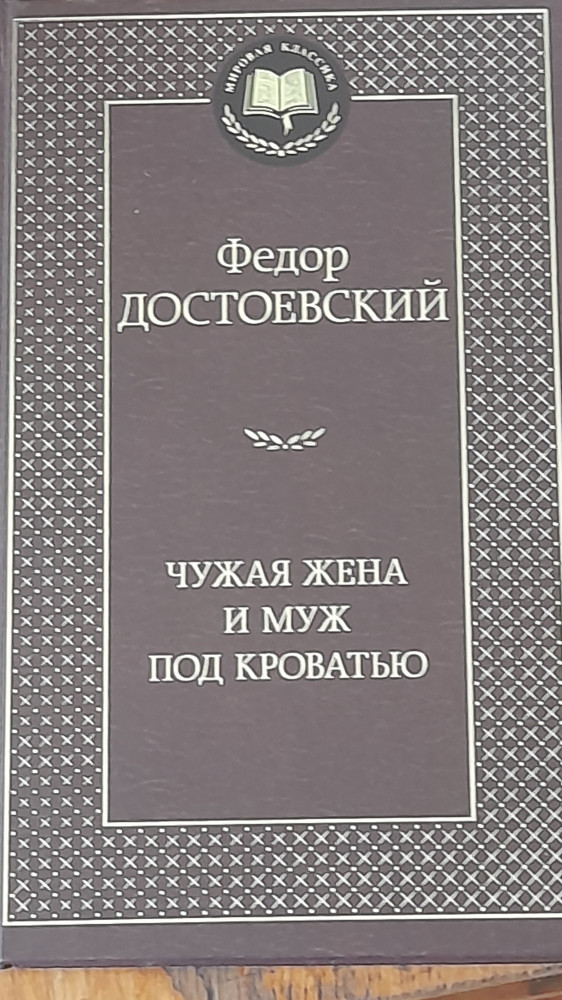 МИРОВАЯ КЛАССИКА
Федор
ДОСТОЕВСКИЙ
ЧУЖАЯ ЖЕНА
И МУЖ
ПОД КРОВАТЬЮ